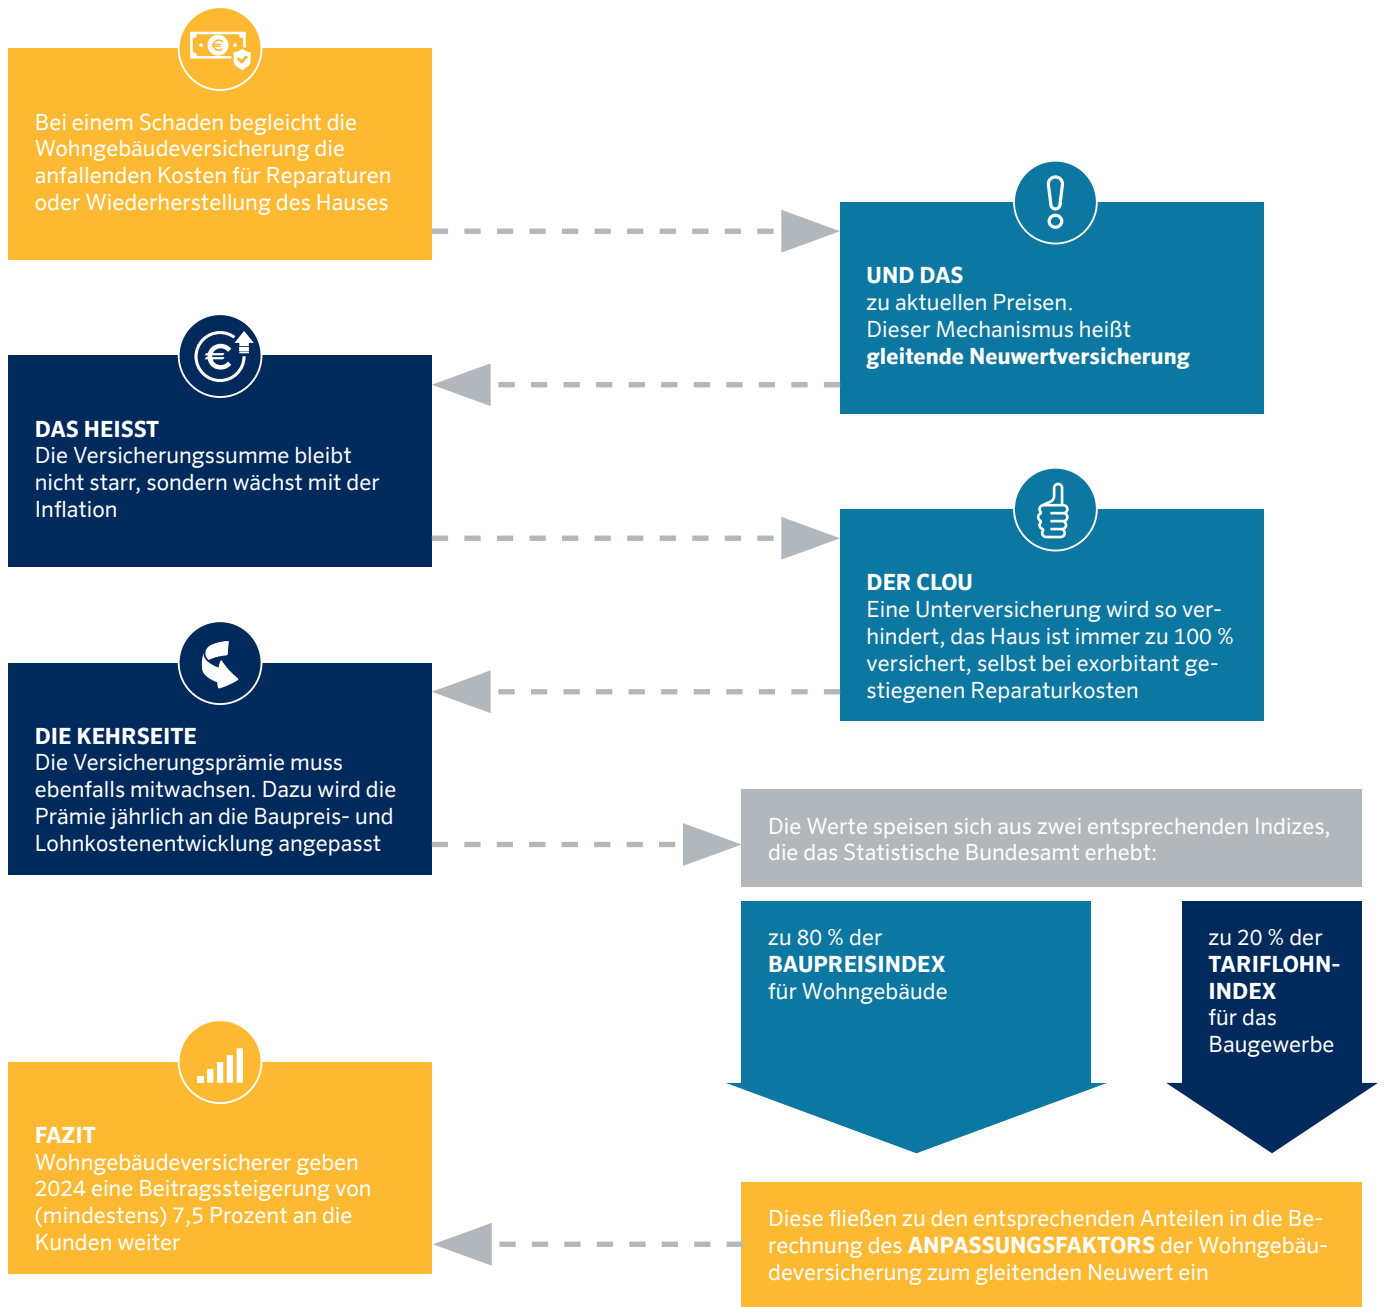 Bei einem Schaden begleicht die
Wohngebäudeversicherung die
anfallenden Kosten für Reparaturen
oder Wiederherstellung des Hauses
UND DAS
zu aktuellen Preisen.
Dieser Mechanismus heißt
gleitende Neuwertversicherung
DAS HEISST
Die Versicherungssumme bleibt
nicht starr, sondern wächst mit der
Inflation
DER CLOU
Eine Unterversicherung wird so ver-
hindert, das Haus ist immer zu 100 %
versichert, selbst bei exorbitant ge-
stiegenen Reparaturkosten
DIE KEHRSEITE
Die Versicherungsprämie muss
ebenfalls mitwachsen. Dazu wird die
Prämie jährlich an die Baupreis- und
Lohnkostenentwicklung angepasst
Die Werte speisen sich aus zwei entsprechenden Indizes,
die das Statistische Bundesamt erhebt:
zu 80 % der
BAUPREISINDEX
für Wohngebäude
zu 20 % der
TARIFLOHN-
INDEX
für das
Baugewerbe
Diese fließen zu den entsprechenden Anteilen in die Be-
rechnung des ANPASSUNGSFAKTORS der Wohngebäu-
deversicherung zum gleitenden Neuwert ein
FAZIT
Wohngebäudeversicherer geben
2024 eine Beitragssteigerung von
(mindestens) 7,5 Prozent an die
Kunden weiter